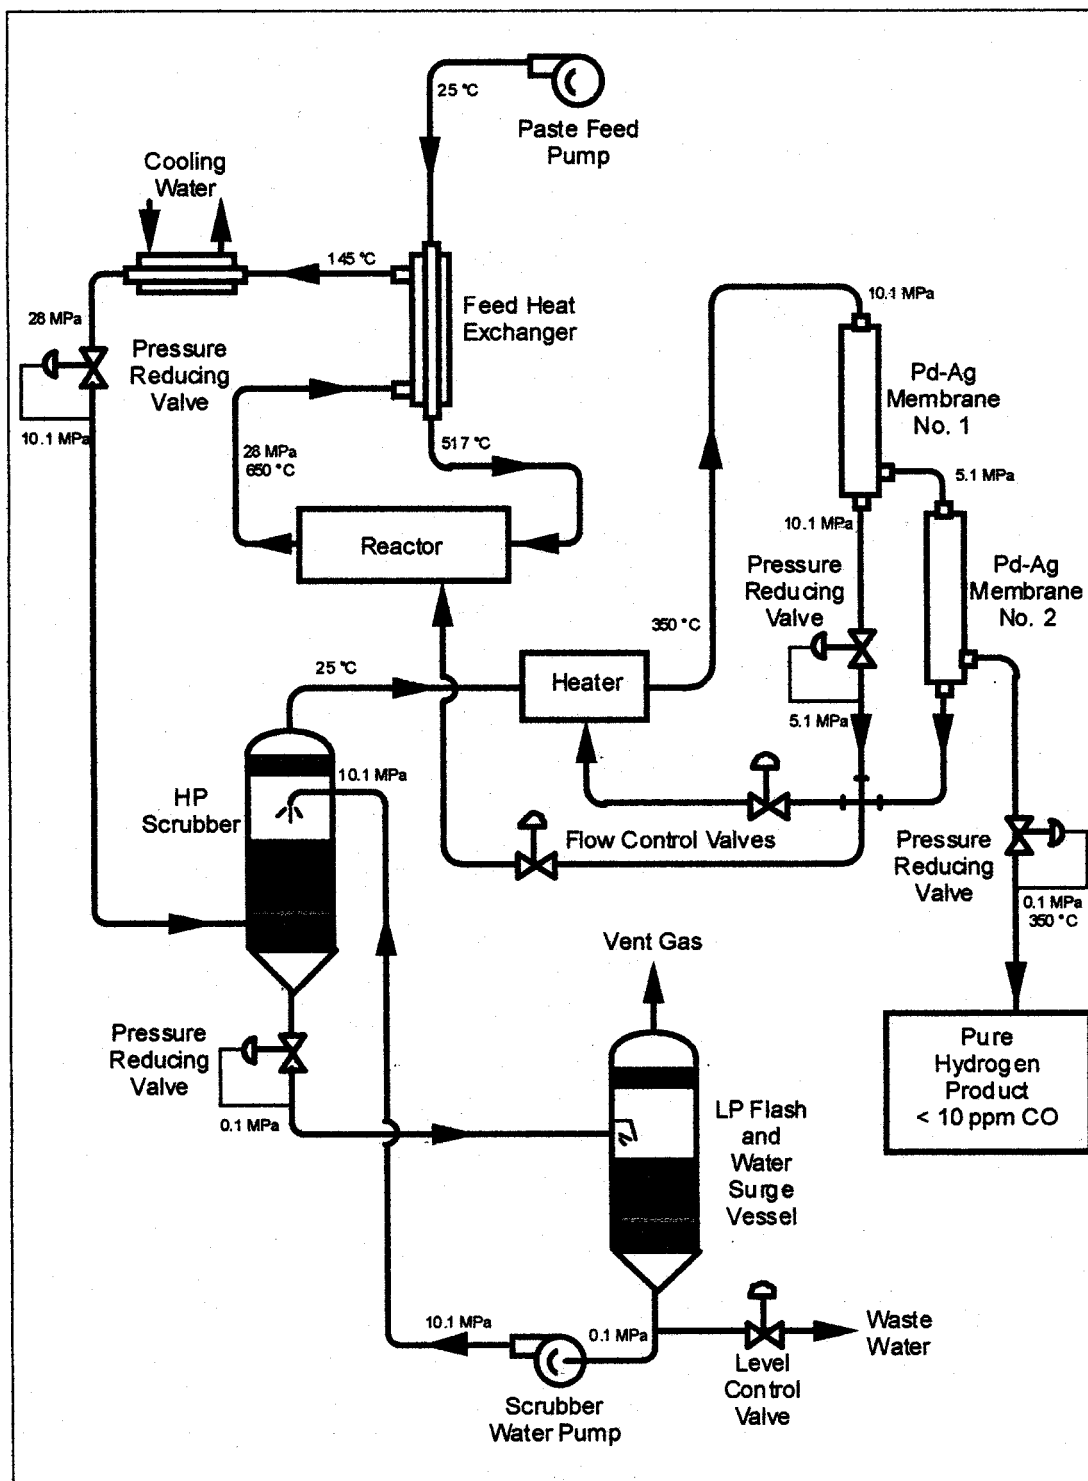 25 °C
Paste Feed
Pump
Cooling
Water
145 °C
28 MPa
Feed Heat
Exchanger
10.1 MPa
Pressure
Reducing
Valve
Pd-Ag
Membrane
No. 1
10.1 MPa
28 MPa
650 °C
517 °C
5.1 MPa
10.1 MPa
Reactor
Pressure
Reducing
Valve
Pd-Ag
Membrane
No. 2
350 °C
25 °C
Heater
5.1 MPa
10.1 MPa
HP
Scrubber
Flow Control Valves
Pressure
Reducing
Valve
0.1 MPa
350 °C
Vent Gas
Pressure
Reducing
Valve
0.1 MPa
Pure
Hydrogen
Product
< 10 ppm CO
LP Flash
and
Water
Surge
Vessel
10.1 MPa
0.1 MPa
Waste
Water
Level
Control
Valve
Scrubber
Water Pump